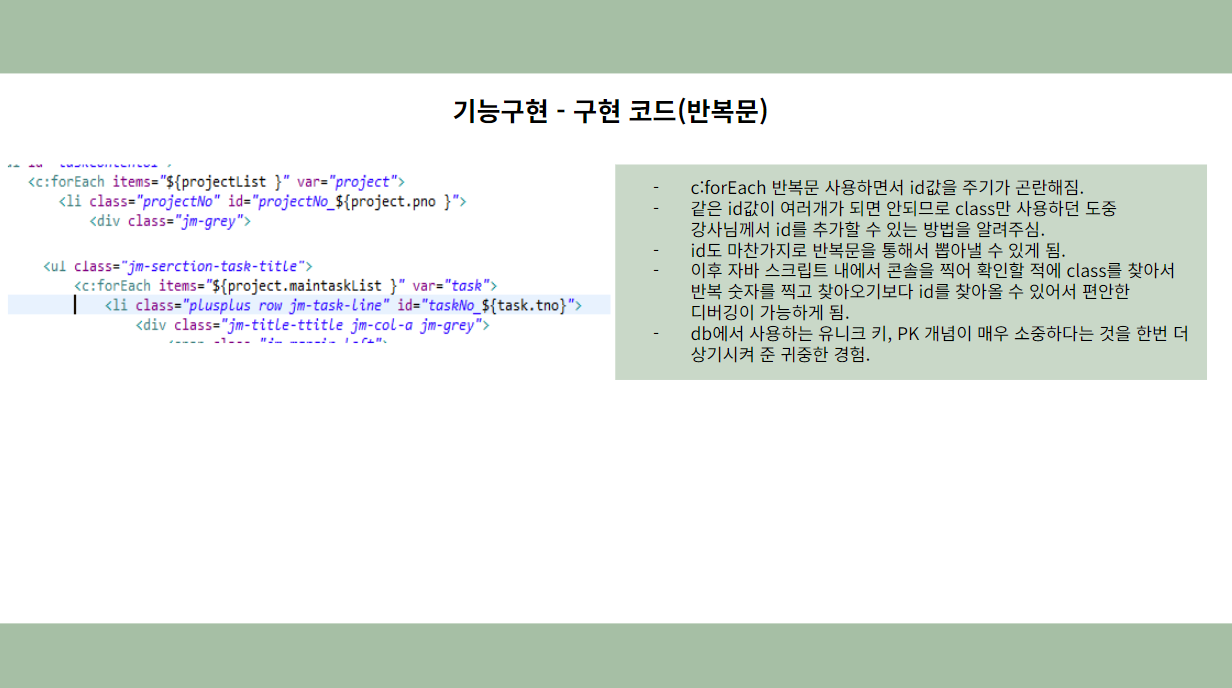 기능구현 - 구현 코드(반복문)
<c:forEach items="${projectList }" var="project">
<li class="projectNo" id="projectNo_${project.pno }">
<div class="jm-grey">
<ul class="jm-serction-task-title">
<c:forEach items="${project.maintaskList }" var="task">
<li class="plusplus row jm-task-line" id="taskNo_${task.tno}">
<div class="jm-title-ttitle jm-col-a jm-grey">
- c:forEach 반복문 사용하면서 id값을 주기가 곤란해짐.
- 같은 id값이 여러개가 되면 안되므로 class만 사용하던 도중
강사님께서 id를 추가할 수 있는 방법을 알려주심.
- id도 마찬가지로 반복문을 통해서 뽑아낼 수 있게 됨.
- 이후 자바 스크립트 내에서 콘솔을 찍어 확인할 적에 class를 찾아서
반복 숫자를 찍고 찾아오기보다 id를 찾아올 수 있어서 편안한
디버깅이 가능하게 됨.
- db에서 사용하는 유니크 키, PK 개념이 매우 소중하다는 것을 한번 더
상기시켜 준 귀중한 경험.